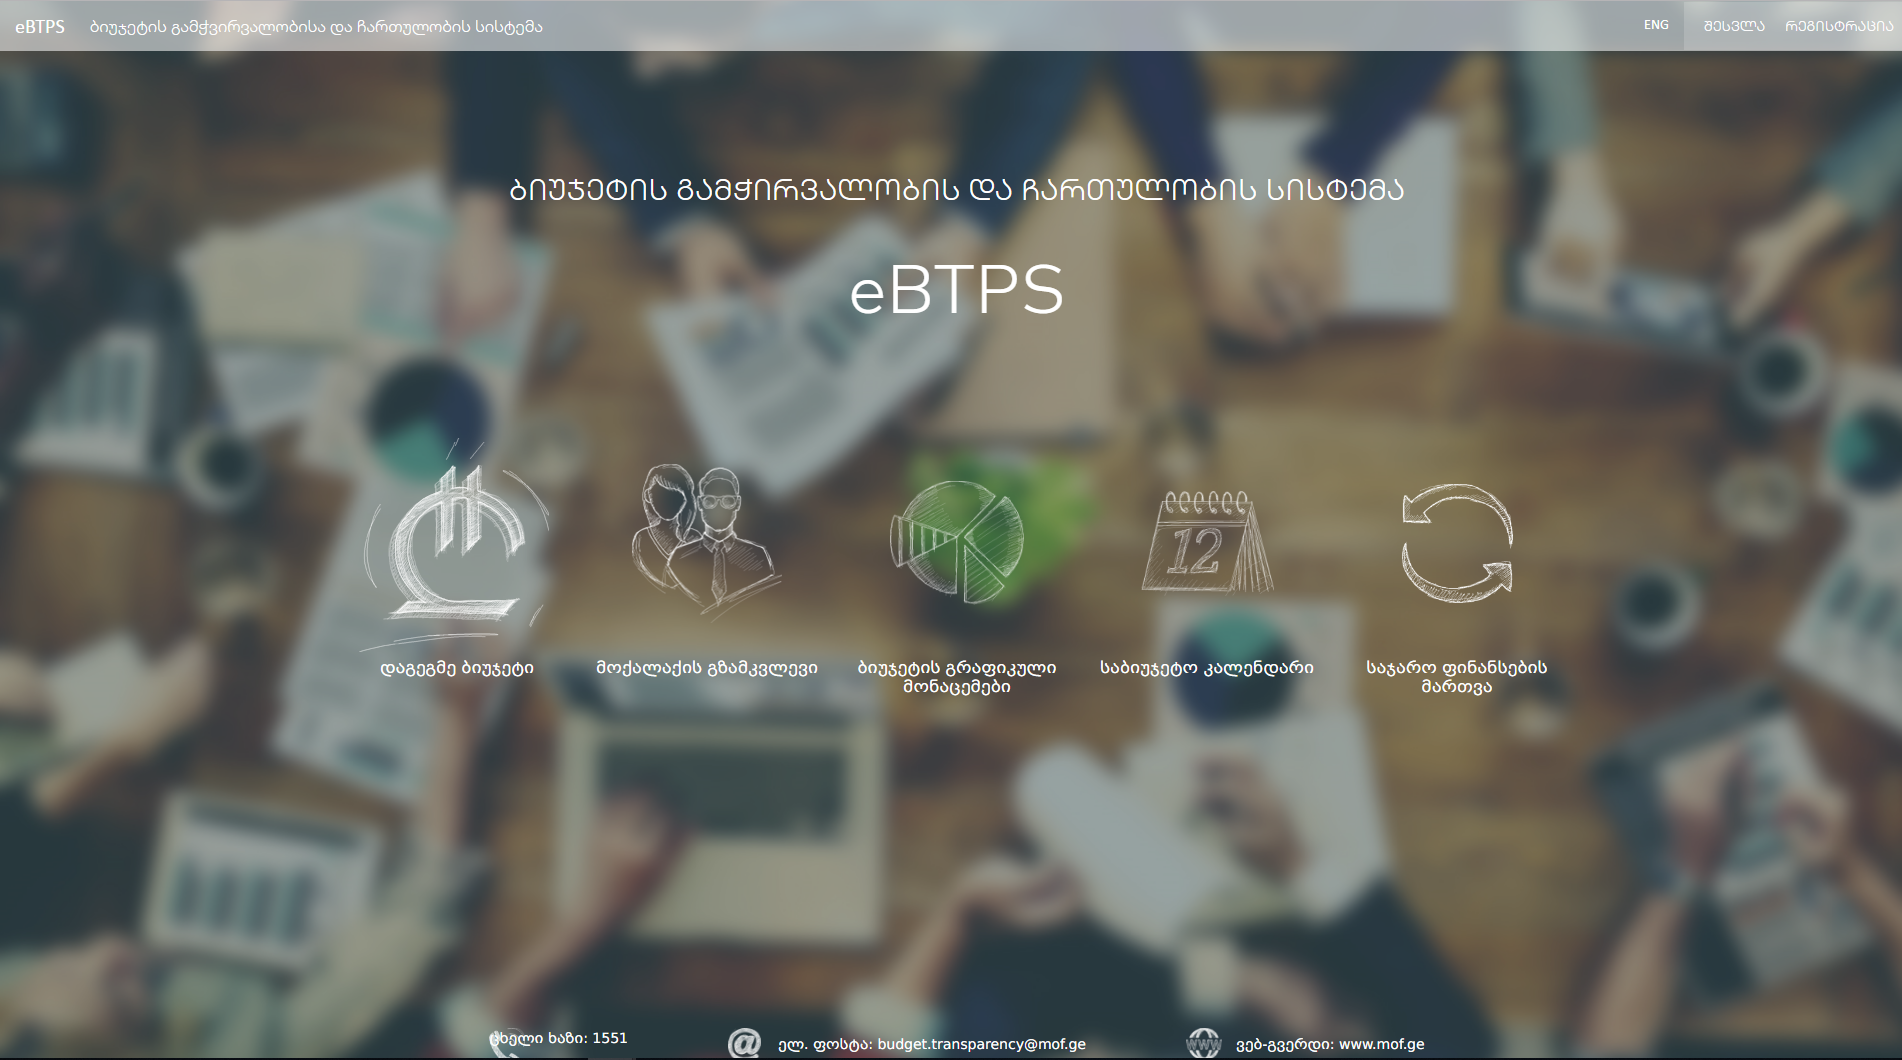 eBTPS ბიუჯეტის გამჭვირვალობისა და ჩართულობის სისტემა ENG შესვლა რეგისტრაცია
ბიუჯეტის გამჭირვალობის და ჩართულობის სისტემა
eBTPS
12
დაგეგმე ბიუჯეტი
მოქალაქის გზამკვლევი
ბიუჯეტის გრაფიკული
მონაცემები
საბიუჯეტო კალენდარი
საჯარო ფინანსების
მართვა
ცხელი ხაზი: 1551
@ ელ. ფოსტა: budget.transparency@mof.ge
WWW ვებ-გვერდი: www.mof.ge